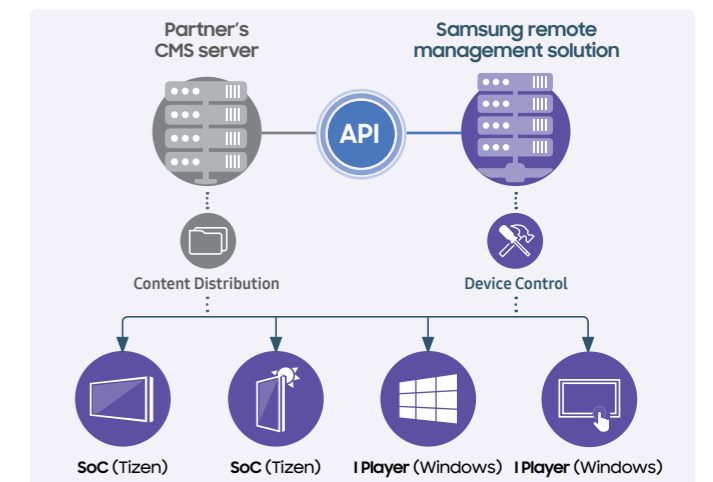 Partner's
CMS server
Samsung remote
management solution
API
Content Distribution
Device Control
SoC (Tizen)
SoC (Tizen)
I Player (Windows)
I Player (Windows)